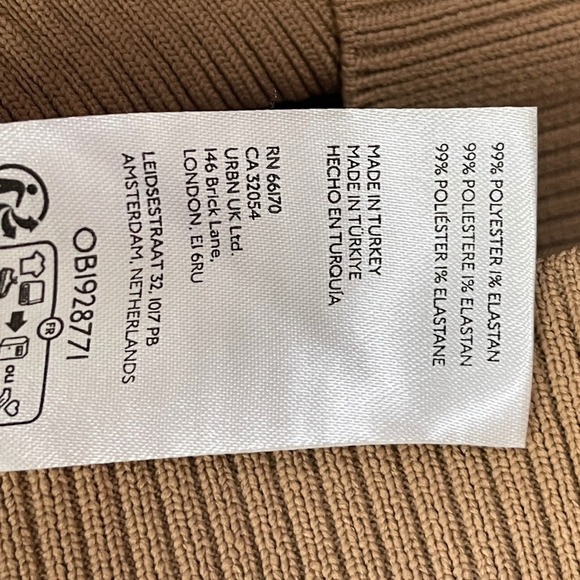 99% POLYESTER 1% ELASTAN
99% POLIESTERE 1% ELASTAN
99% POLIÉSTER 1% ELASTANE
MADE IN TURKEY
MADE IN TÜRKIYE
HECHO EN TURQUÍA
RN 66170
CA 32054
URBN UK Ltd.
146 Brick Lane,
LONDON, E1 6RU
LEIDSESTRAAT 32, 1017 PB
AMSTERDAM, NETHERLANDS
OB1928771
FR
OU